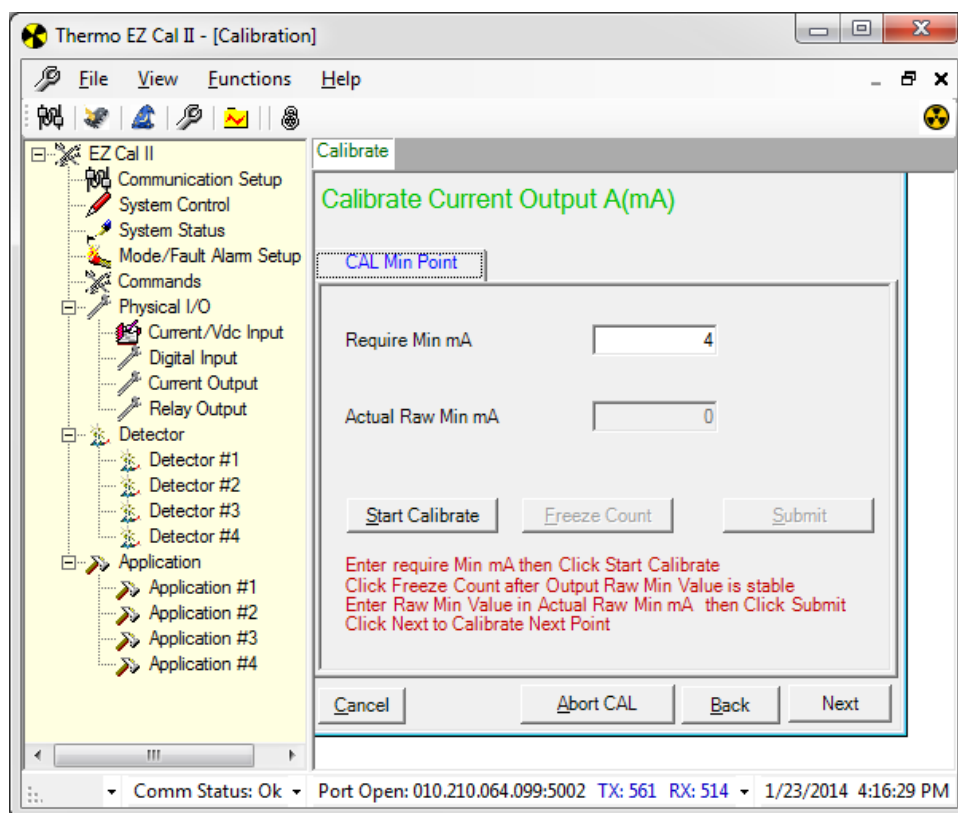 Thermo EZ Cal II - [Calibration]
File View Functions Help
EZ Cal II
Communication Setup
System Control
System Status
Mode/Fault Alarm Setup
Commands
Physical I/O
Current/Vdc Input
Digital Input
Current Output
Relay Output
Detector
Detector #1
Detector #2
Detector #3
Detector #4
Application
Application #1
Application #2
Application #3
Application #4
Calibrate
Calibrate Current Output A(mA)
CAL Min Point
Require Min mA 4
Actual Raw Min mA 0
Start Calibrate Freeze Count Submit
Enter require Min mA then Click Start Calibrate
Click Freeze Count after Output Raw Min Value is stable
Enter Raw Min Value in Actual Raw Min mA then Click Submit
Click Next to Calibrate Next Point
Cancel Abort CAL Back Next
Comm Status: Ok Port Open: 010.210.064.099:5002 TX: 561 RX: 514 1/23/2014 4:16:29 PM